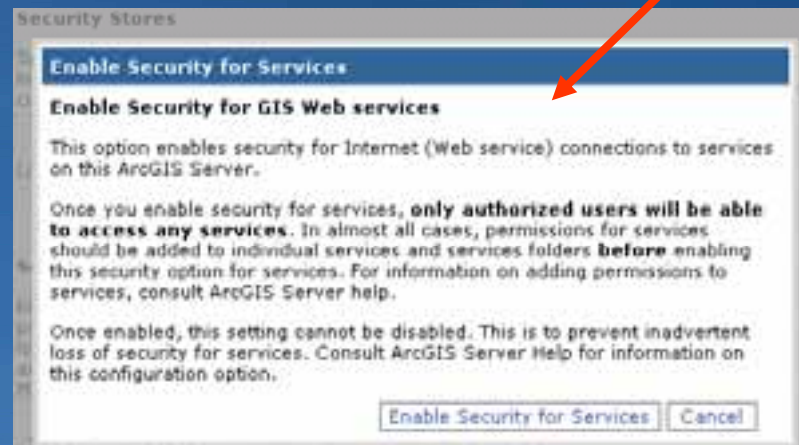 Security Stores
Enable Security for Services
Enable Security for GIS Web services
This option enables security for Internet (Web service) connections to services
on this ArcGIS Server.
Once you enable security for services, only authorized users will be able
to access any services. In almost all cases, permissions for services
should be added to individual services and services folders before enabling
this security option for services. For information on adding permissions to
services, consult ArcGIS Server help.
Once enabled, this setting cannot be disabled. This is to prevent inadvertent
loss of security for services. Consult ArcGIS Server Help for information on
this configuration option.
Enable Security for Services Cancel